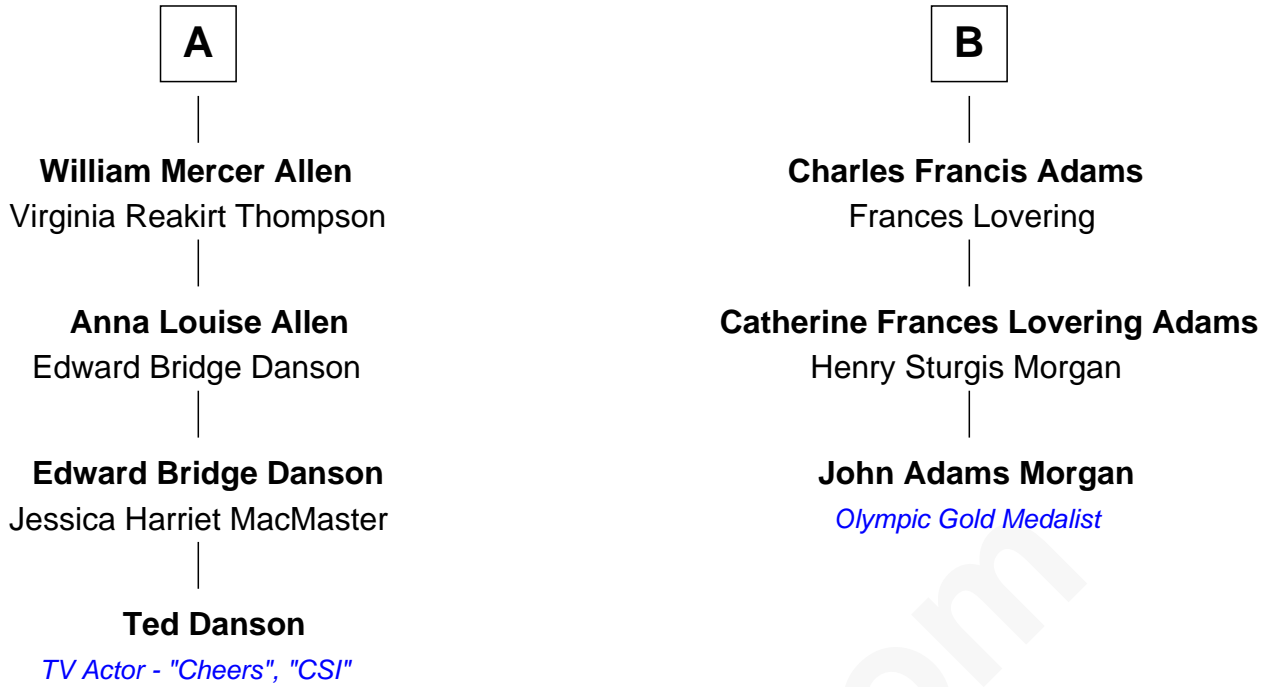 A
William Mercer Allen
Virginia Reakirt Thompson
Anna Louise Allen
Edward Bridge Danson
Edward Bridge Danson
Jessica Harriet MacMaster
Ted Danson
TV Actor - "Cheers", "CSI"
B
Charles Francis Adams
Frances Lovering
Catherine Frances Lovering Adams
Henry Sturgis Morgan
John Adams Morgan
Olympic Gold Medalist
om